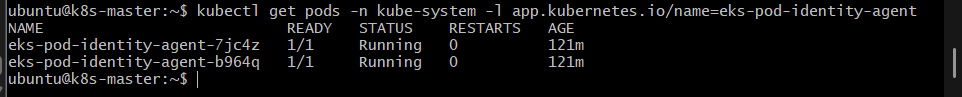 ubuntu@k8s-master:~$ kubectl get pods -n kube-system -l app.kubernetes.io/name=eks-pod-identity-agent
NAME READY STATUS RESTARTS AGE
eks-pod-identity-agent-7jc4z 1/1 Running 0 121m
eks-pod-identity-agent-b964q 1/1 Running 0 121m
ubuntu@k8s-master:~$